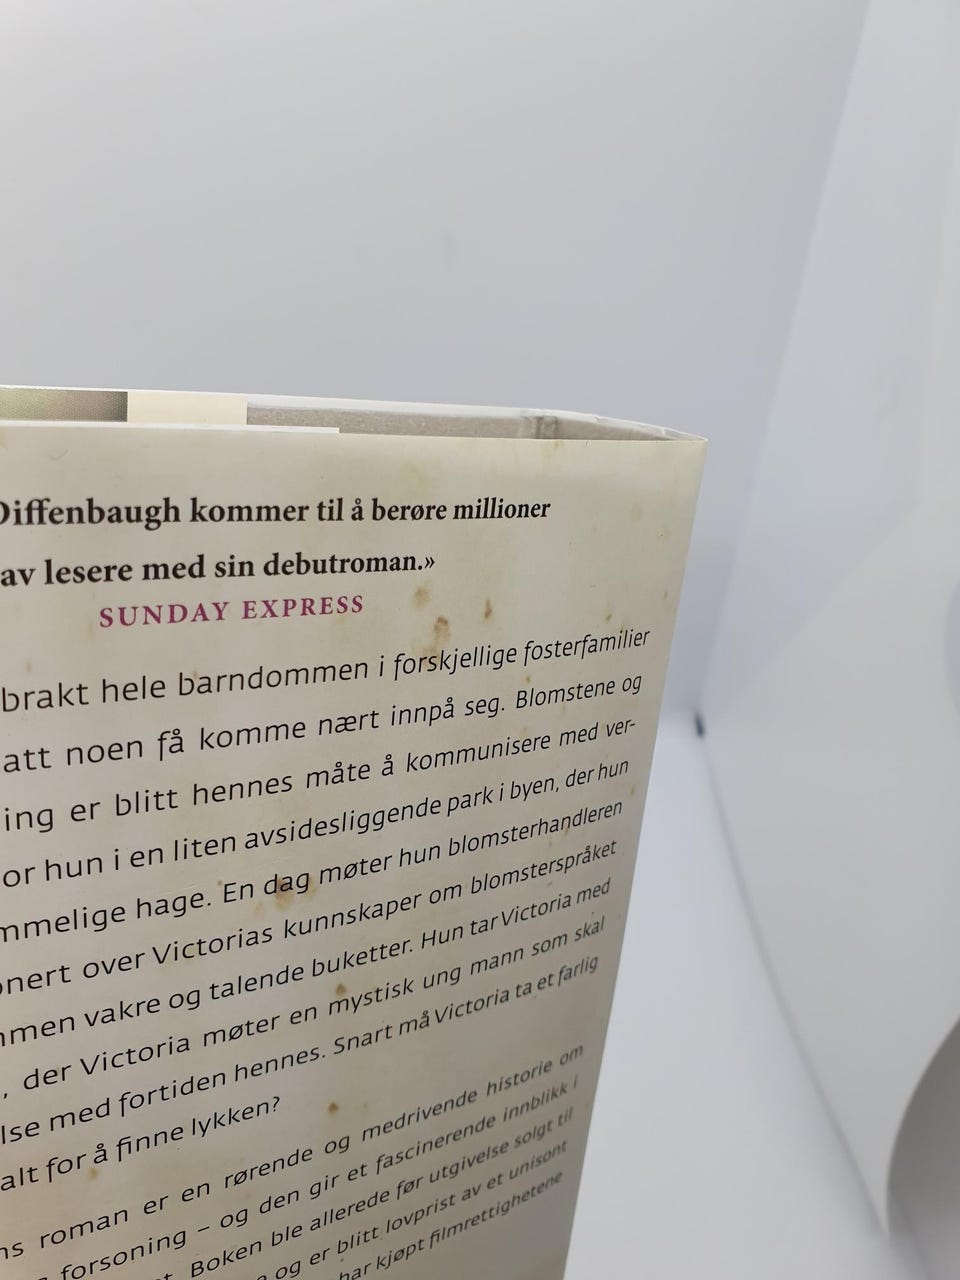 Diffenbaugh kommer til å berøre millioner
av lesere med sin debutroman.»
SUNDAY EXPRESS
brakt hele barndommen i forskjellige fosterfamilier
att noen få komme nært innpå seg. Blomstene og
ing er blitt hennes måte å kommunisere med ver-
or hun i en liten avsidesliggende park i byen, der hun
mmelige hage. En dag møter hun blomsterhandleren
onert over Victorias kunnskaper om blomsterspråket
mmen vakre og talende buketter. Hun tar Victoria med
, der Victoria møter en mystisk ung mann som skal
lse med fortiden hennes. Snart må Victoria ta et farlig
alt for å finne lykken?
ns roman er en rørende og medrivende historie om
forsoning – og den gir et fascinerende innblikk i
. Boken ble allerede før utgivelse solgt til
og er blitt lovprist av et unisont
har kjøpt filmrettighetene